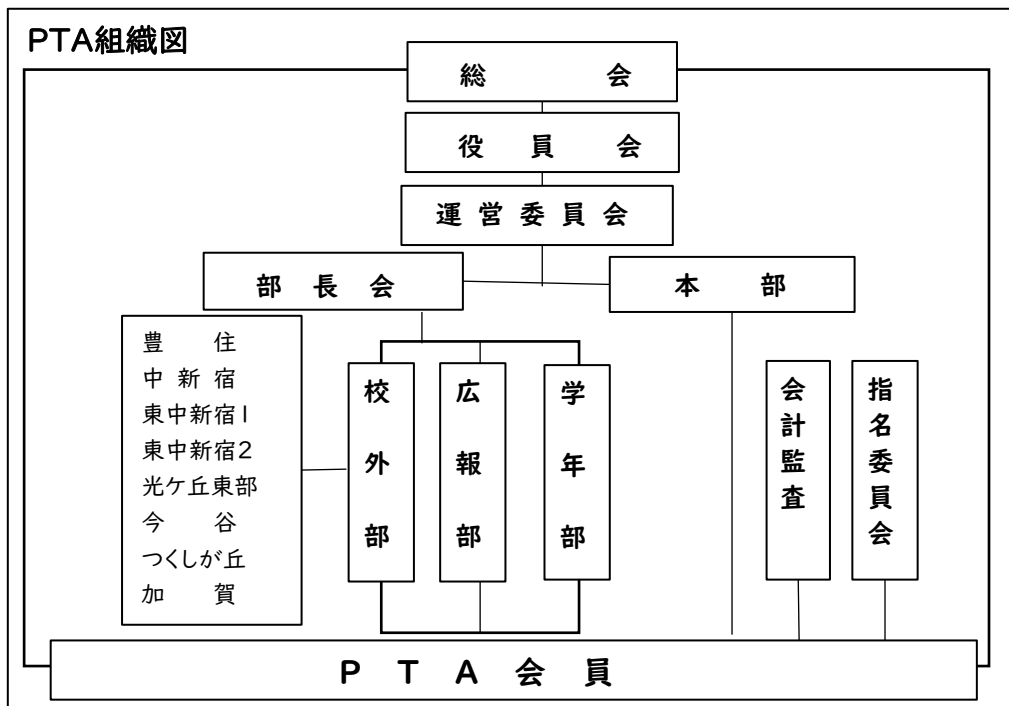 PTA組織図
総会
役員会
運営委員会
部長会
本部
豊住
中新宿
東中新宿1
東中新宿2
光ケ丘東部
今谷
つくしが丘
加賀
校外部
広報部
学年部
会計監査
指名委員会
PTA会員